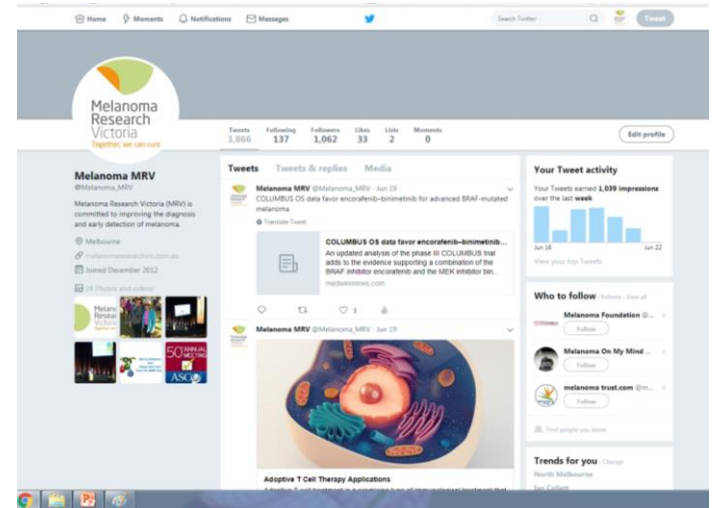 Home Moments Notifications Messages
Search Twitter
Tweet
Melanoma
Research
Victoria
Together, we can cure
Tweets Following Followers Likes Lists Moments
3,866 137 1,062 33 2 0
Edit profile
Melanoma MRV
@Melanoma_MRV
Melanoma Research Victoria (MRV) is
committed to improving the diagnosis
and early detection of melanoma.
Melbourne
Joined December 2012
24 Photos and videos
50TH ANNUAL
MEETING
ASCO
Tweets Tweets & replies Media
Melanoma MRV @Melanoma_MRV · Jun 19
COLUMBUS OS data favor encorafenib–binimetinib for advanced BRAF-mutated
melanoma
Translate Tweet
COLUMBUS OS data favor encorafenib–binimetinib...
An updated analysis of the phase III COLUMBUS trial
adds to the evidence supporting a combination of the
BRAF inhibitor encorafenib and the MEK inhibitor bin...
medwirenews.com
1
Melanoma MRV @Melanoma_MRV · Jun 19
Adoptive T Cell Therapy Applications
Your Tweet activity
Your Tweets earned 1,039 impressions
over the last week
Jun 16 Jun 22
View your top Tweets
Who to follow · Refresh · View all
Melanoma Foundation @...
Follow
Melanoma On My Mind ...
Follow
melanoma trust.com @m...
Follow
Find people you know
Trends for you · Change
North Melbourne
Ian Collett